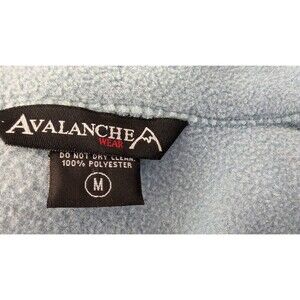 AVALANCHE
WEAR
DO NOT DRY CLEAN.
100% POLYESTER
M